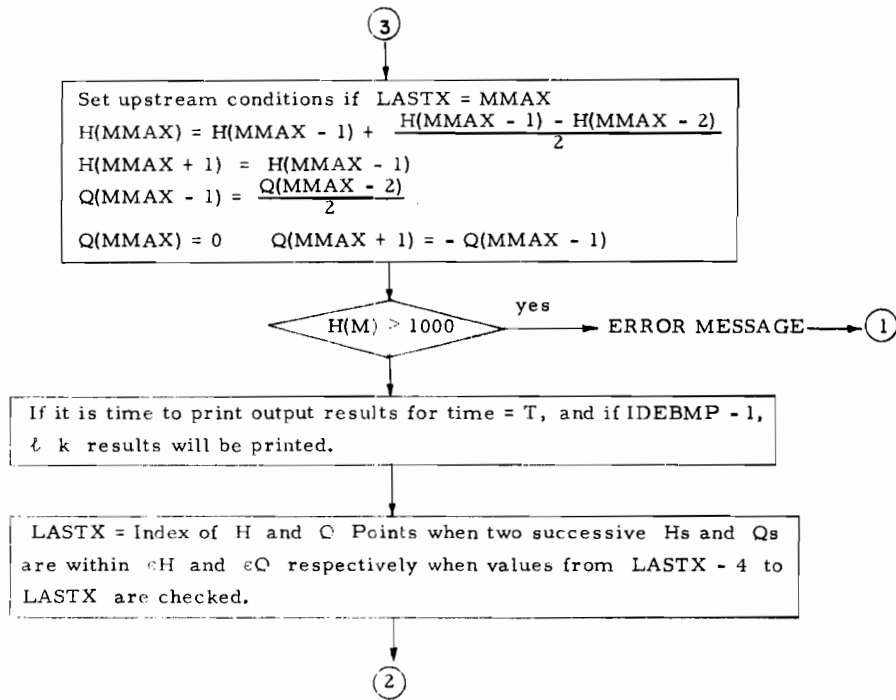 3
Set upstream conditions if LASTX = MMAX
H(MMAX) = H(MMAX - 1) + H(MMAX - 1) - H(MMAX - 2)
2
H(MMAX + 1) = H(MMAX - 1)
Q(MMAX - 1) = Q(MMAX - 2)
2
Q(MMAX) = 0 Q(MMAX + 1) = - Q(MMAX - 1)
H(M) > 1000
yes
ERROR MESSAGE
1
If it is time to print output results for time = T, and if IDEBMP - 1,
ℓ k results will be printed.
LASTX = Index of H and Q Points when two successive Hs and Qs
are within εH and εQ respectively when values from LASTX - 4 to
LASTX are checked.
2